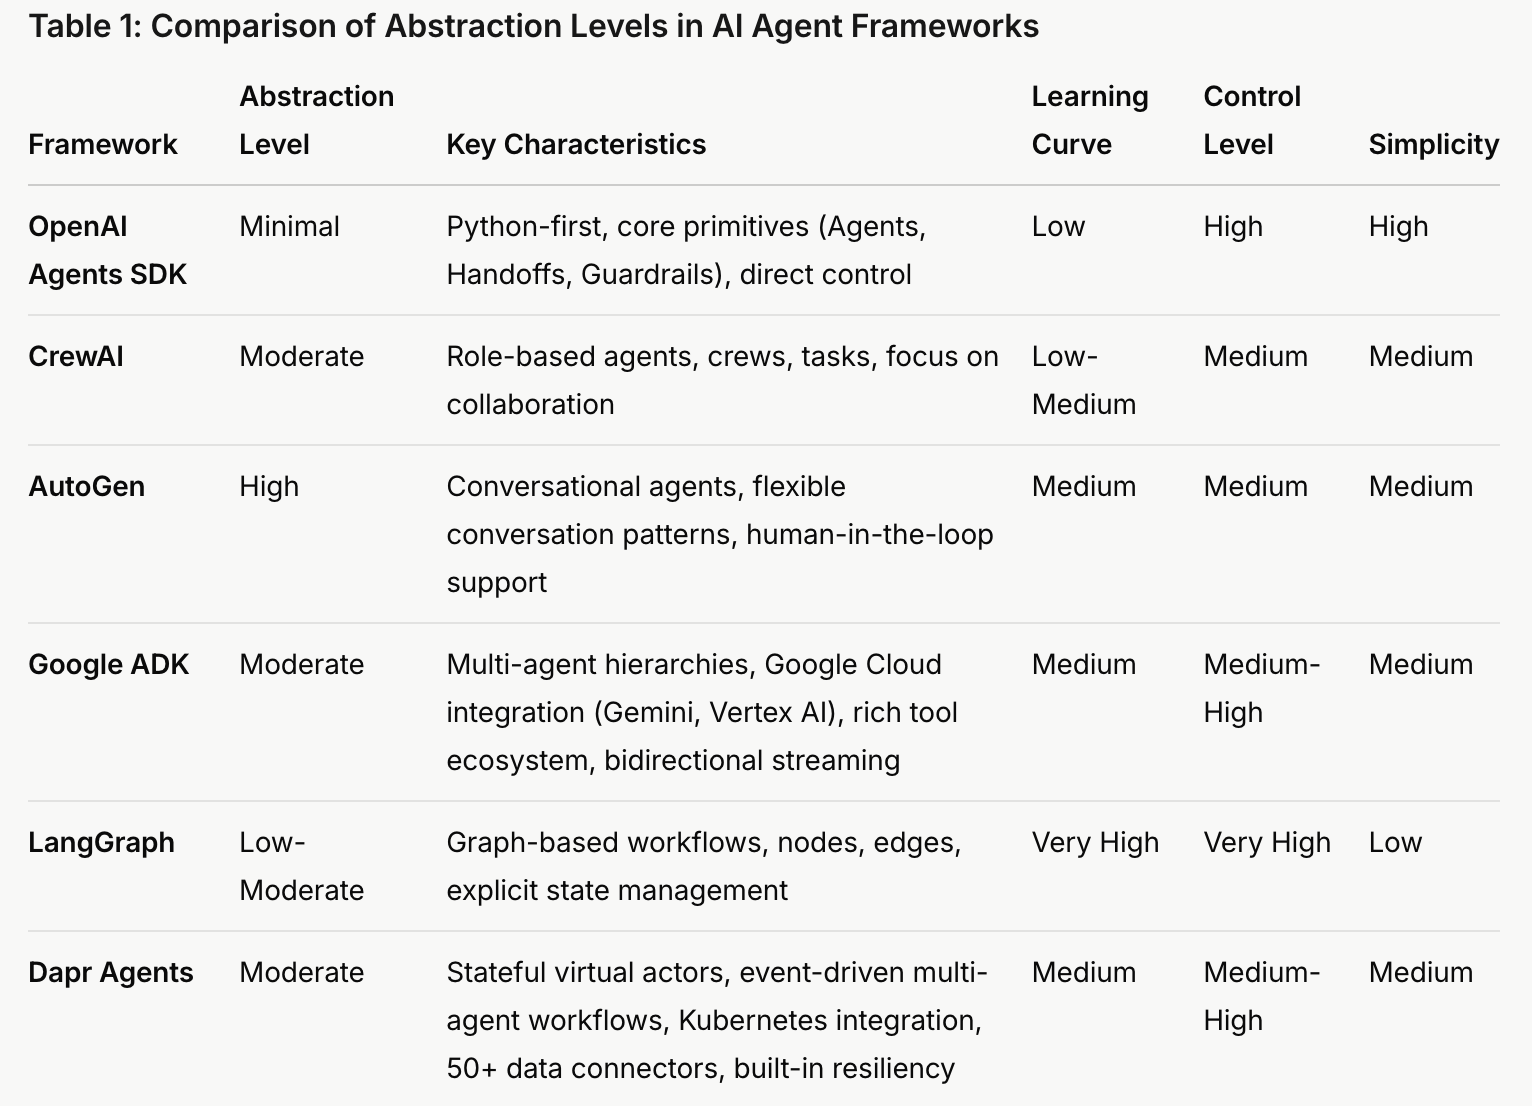 Table 1: Comparison of Abstraction Levels in AI Agent Frameworks
Framework
Abstraction
Level
Key Characteristics
Learning
Curve
Control
Level
Simplicity
OpenAI
Agents SDK
Minimal
Python-first, core primitives (Agents,
Handoffs, Guardrails), direct control
Low
High
High
CrewAI
Moderate
Role-based agents, crews, tasks, focus on
collaboration
Low-
Medium
Medium
Medium
AutoGen
High
Conversational agents, flexible
conversation patterns, human-in-the-loop
support
Medium
Medium
Medium
Google ADK
Moderate
Multi-agent hierarchies, Google Cloud
integration (Gemini, Vertex AI), rich tool
ecosystem, bidirectional streaming
Medium
Medium-
High
Medium
LangGraph
Low-
Moderate
Graph-based workflows, nodes, edges,
explicit state management
Very High
Very High
Low
Dapr Agents
Moderate
Stateful virtual actors, event-driven multi-
agent workflows, Kubernetes integration,
50+ data connectors, built-in resiliency
Medium
Medium-
High
Medium